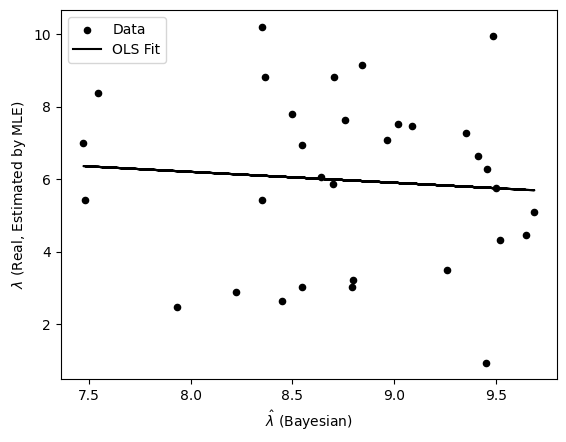 Data
OLS Fit
10
8
6
4
2
λ (Real, Estimated by MLE)
7.5
8.0
8.5
9.0
9.5
λ̂ (Bayesian)